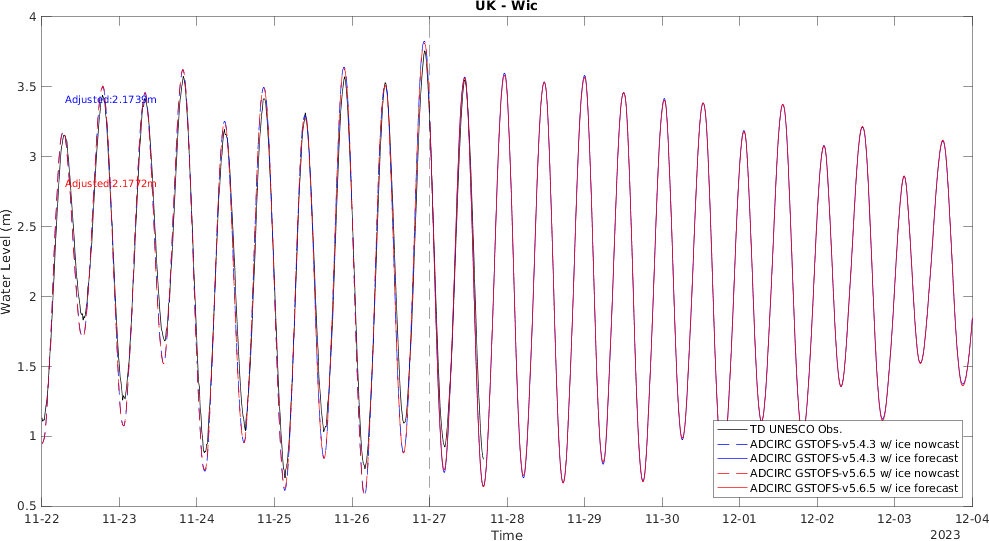 UK - Wic
4
3.5
3
2.5
2
1.5
1
0.5
Water Level (m)
Adjusted:2.1739m
Adjusted:2.1772m
TD UNESCO Obs.
ADCIRC GSTOFS-v5.4.3 w/ ice nowcast
ADCIRC GSTOFS-v5.4.3 w/ ice forecast
ADCIRC GSTOFS-v5.6.5 w/ ice nowcast
ADCIRC GSTOFS-v5.6.5 w/ ice forecast
11-22 11-23 11-24 11-25 11-26 11-27 11-28 11-29 11-30 12-01 12-02 12-03 12-04
Time
2023